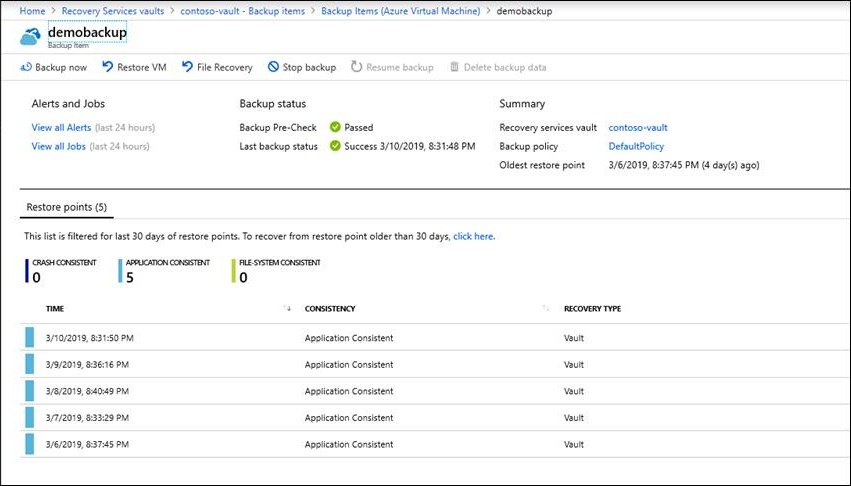 Home > Recovery Services vaults > contoso-vault - Backup items > Backup Items (Azure Virtual Machine) > demobackup
demobackup
Backup Item
Backup now Restore VM File Recovery Stop backup Resume backup Delete backup data
Alerts and Jobs Backup status Summary
View all Alerts (last 24 hours) Backup Pre-Check Passed Recovery services vault contoso-vault
View all Jobs (last 24 hours) Last backup status Success 3/10/2019, 8:31:48 PM Backup policy DefaultPolicy
Oldest restore point 3/6/2019, 8:37:45 PM (4 day(s) ago)
Restore points (5)
This list is filtered for last 30 days of restore points. To recover from restore point older than 30 days, click here.
CRASH CONSISTENT APPLICATION CONSISTENT FILE-SYSTEM CONSISTENT
0 5 0
TIME CONSISTENCY RECOVERY TYPE
3/10/2019, 8:31:50 PM Application Consistent Vault
3/9/2019, 8:36:16 PM Application Consistent Vault
3/8/2019, 8:40:49 PM Application Consistent Vault
3/7/2019, 8:33:29 PM Application Consistent Vault
3/6/2019, 8:37:45 PM Application Consistent Vault